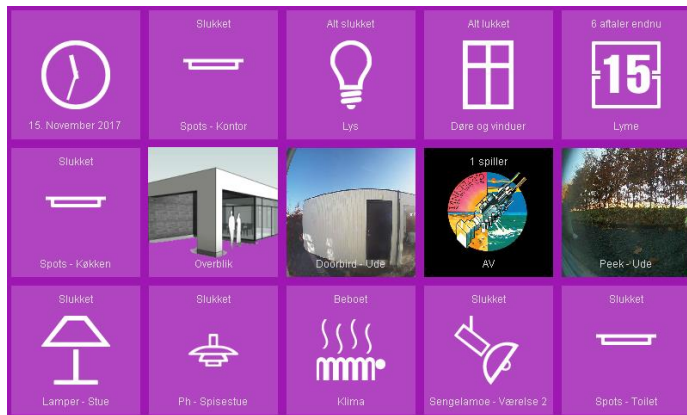 15. November 2017
Slukket
Spots - Kontor
Alt slukket
Lys
Alt lukket
Døre og vinduer
6 aftaler endnu
15
Lyme
Slukket
Spots - Køkken
Overblik
Doorbird - Ude
1 spiller
AV
Peek - Ude
Slukket
Lamper - Stue
Slukket
Ph - Spisestue
Beboet
Klima
Slukket
Sengelamoe - Værelse 2
Slukket
Spots - Toilet